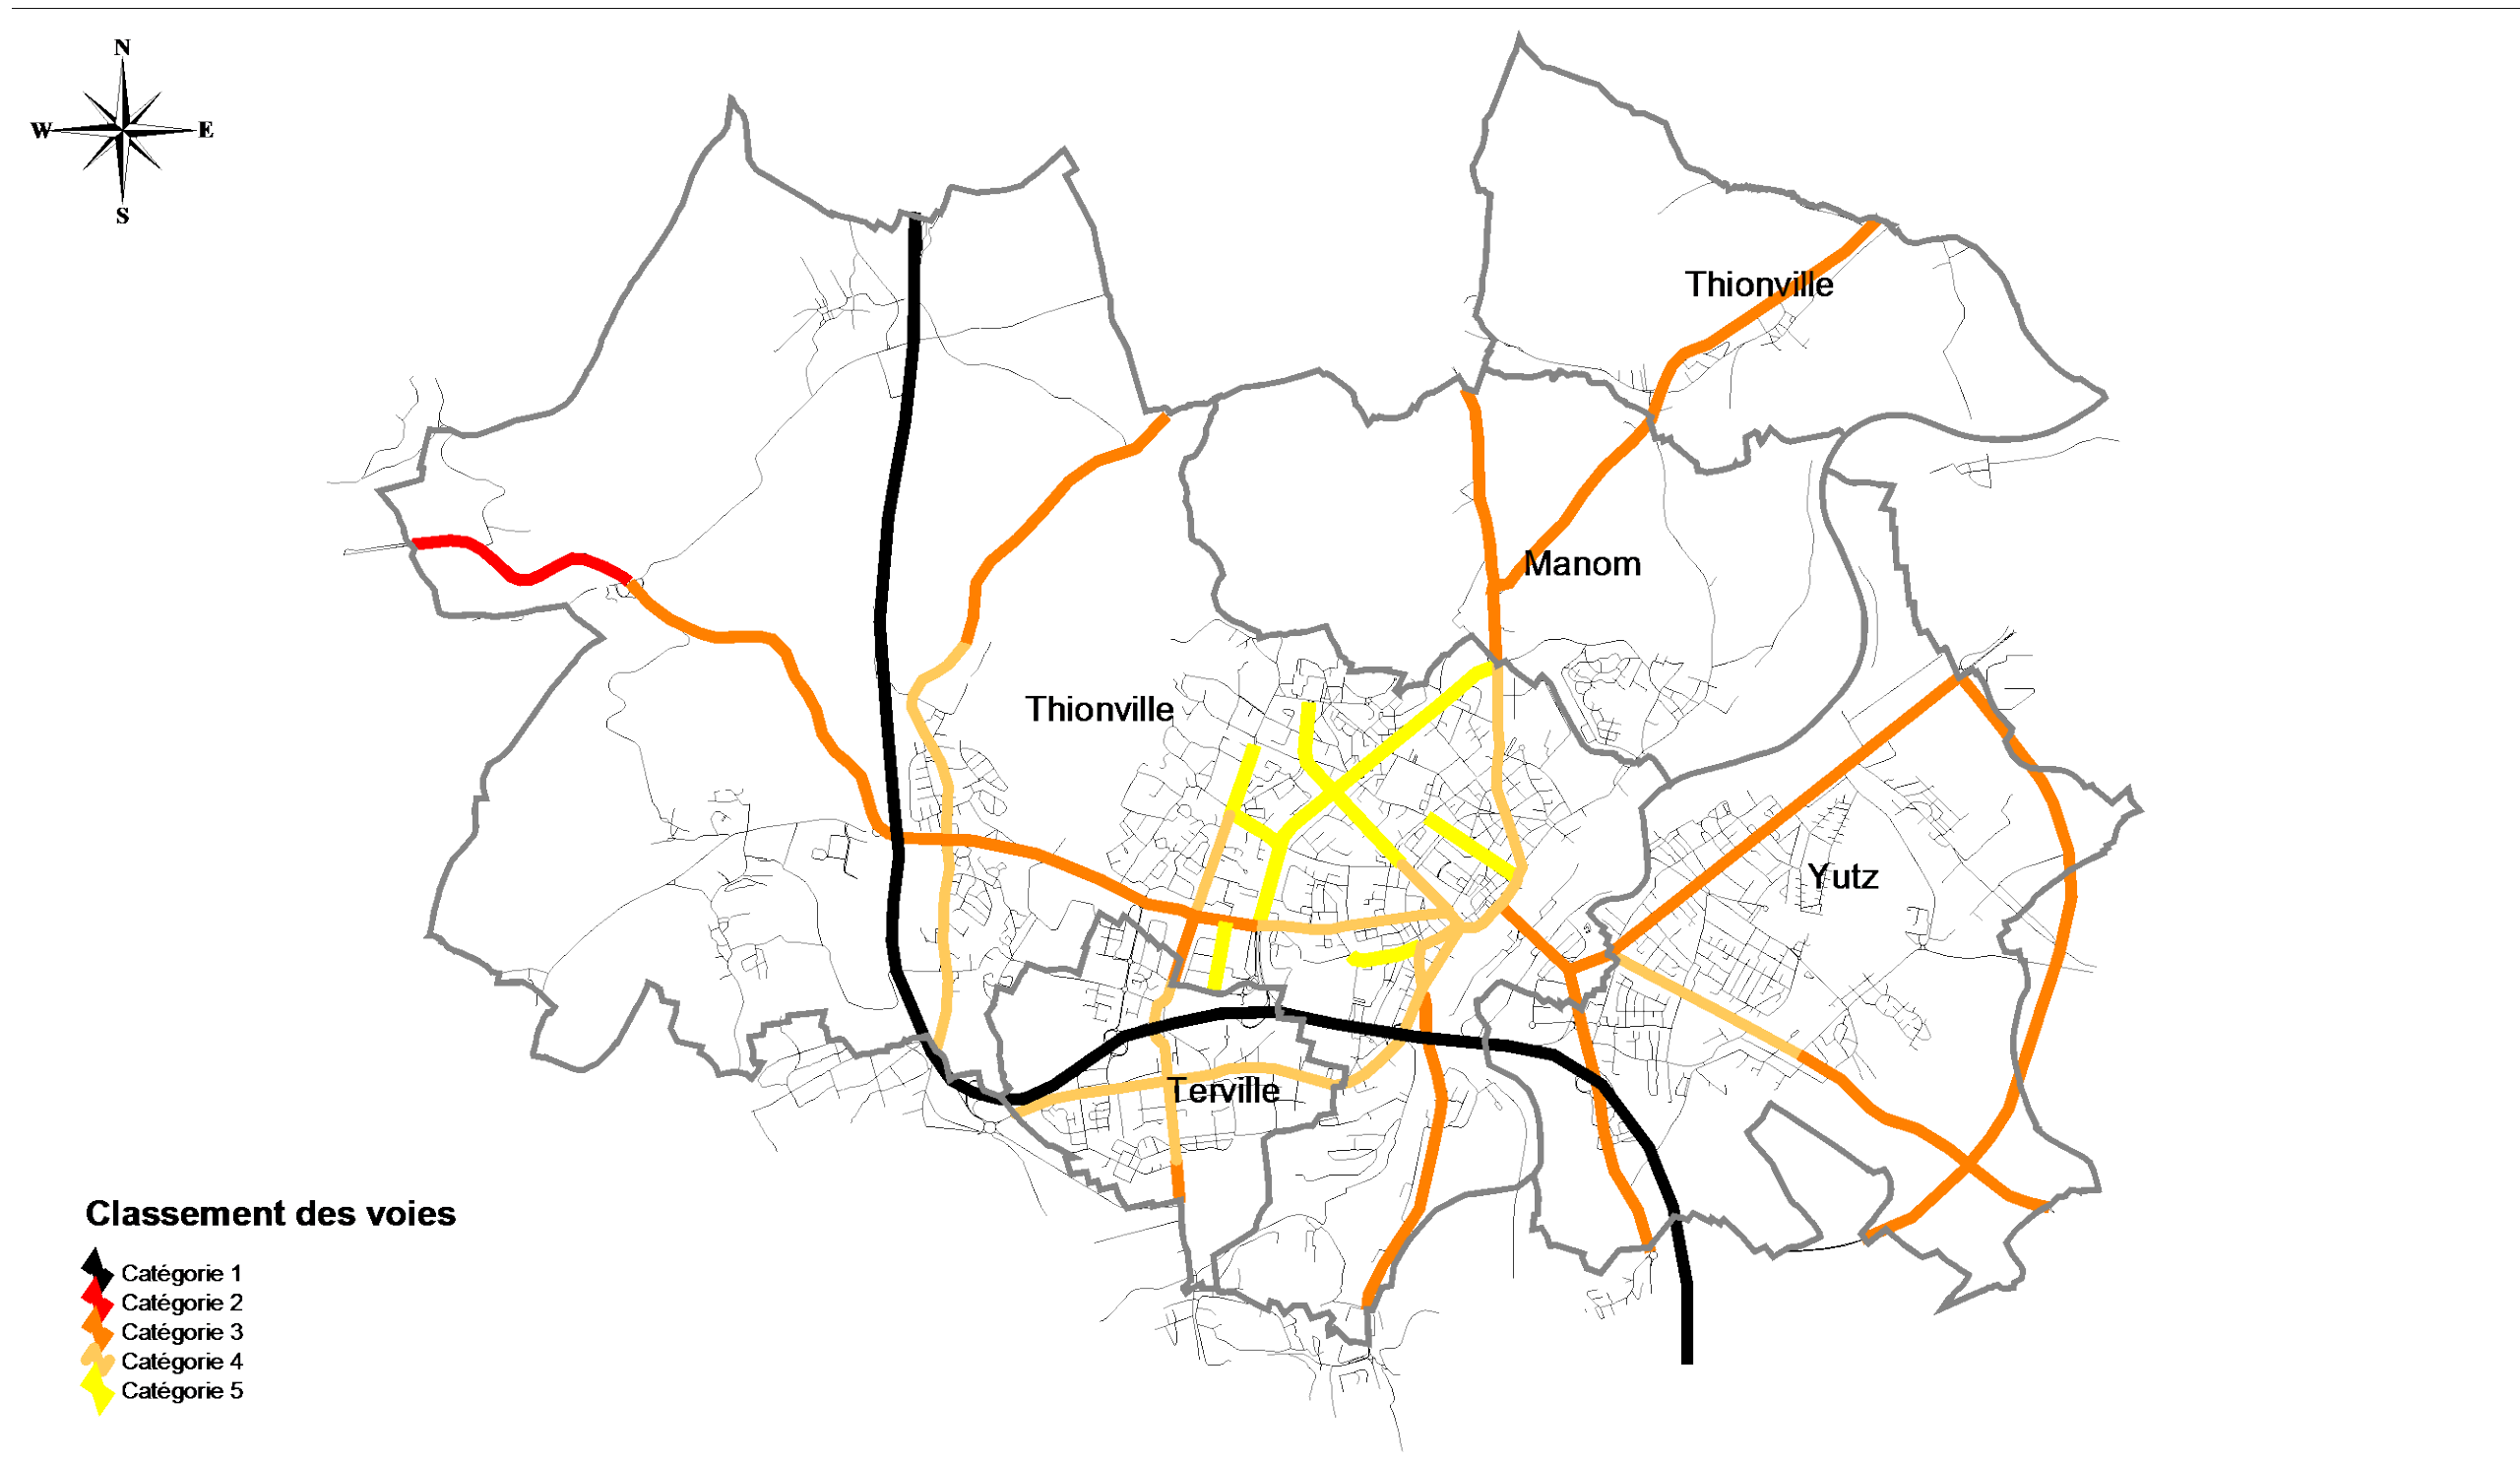 N
W E
S
Thionville
Manom
Thionville
Yutz
Terville
Classement des voies
Catégorie 1
Catégorie 2
Catégorie 3
Catégorie 4
Catégorie 5